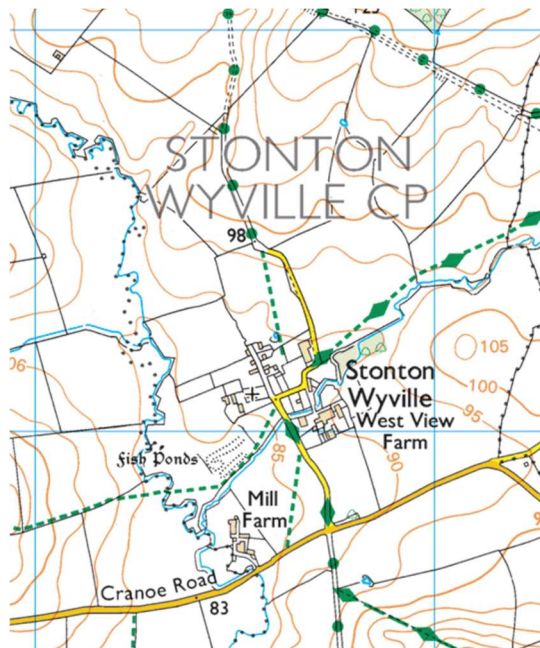 STONTON
WYVILLE CP
98
105
100
95
90
85
Stonton
Wyville
West View
Farm
Fish Ponds
Mill
Farm
Cranoe Road
83